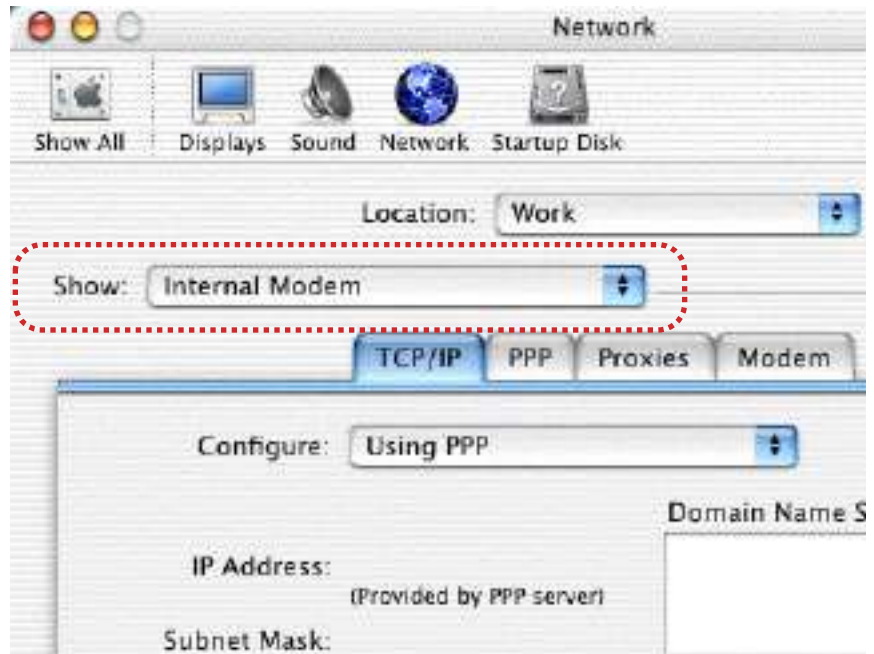 Network
Show All Displays Sound Network Startup Disk
Location: Work
Show: Internal Modem
TCP/IP PPP Proxies Modem
Configure: Using PPP
Domain Name S
IP Address:
(Provided by PPP server)
Subnet Mask: